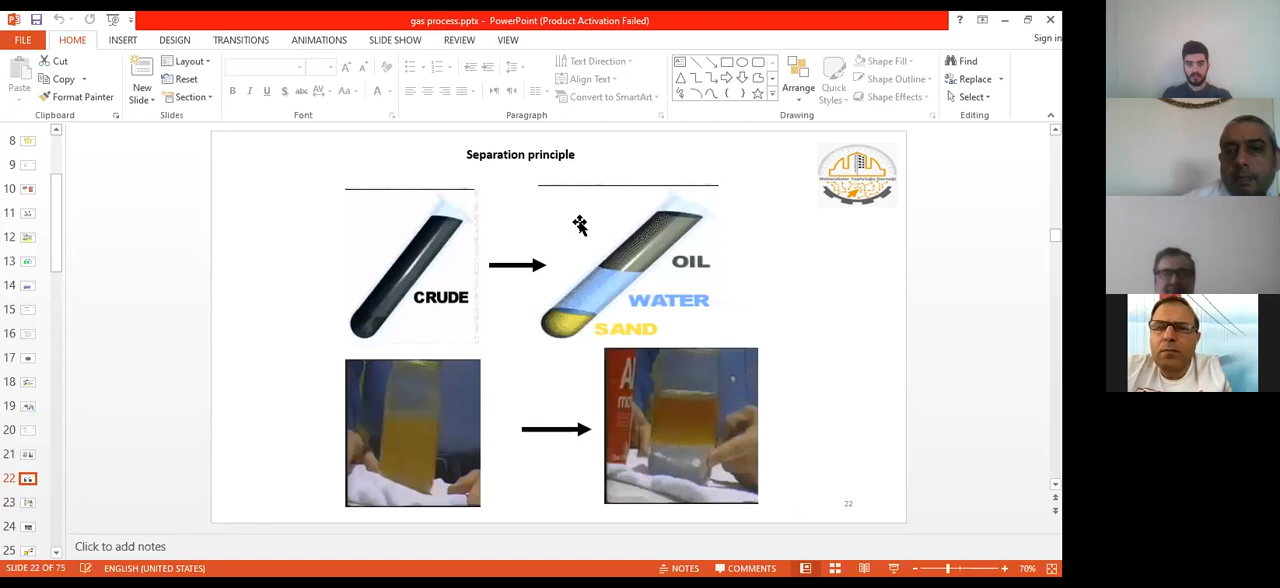 gas process.pptx - PowerPoint (Product Activation Failed)
FILE HOME INSERT DESIGN TRANSITIONS ANIMATIONS SLIDE SHOW REVIEW VIEW Sign in
Paste
Cut
Copy
Format Painter
Clipboard
New Slide
Layout
Reset
Section
Slides
Font
Text Direction
Align Text
Convert to SmartArt
Paragraph
Arrange
Quick Styles
Shape Fill
Shape Outline
Shape Effects
Drawing
Find
Replace
Select
Editing
8
9
10
11
12
13
14
15
16
17
18
19
20
21
22
23
24
25
Separation principle
CRUDE
OIL
WATER
SAND
22
Click to add notes
SLIDE 22 OF 75 ENGLISH (UNITED STATES) NOTES COMMENTS 70%